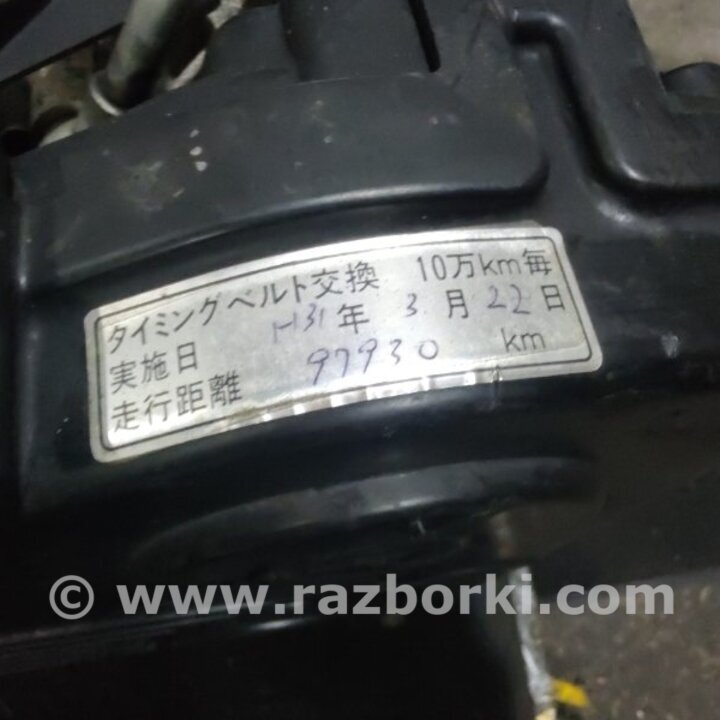 タイミングベルト交換 10万km毎
実施日 H31年 3月 22日
走行距離 97930 km
© www.razborki.com